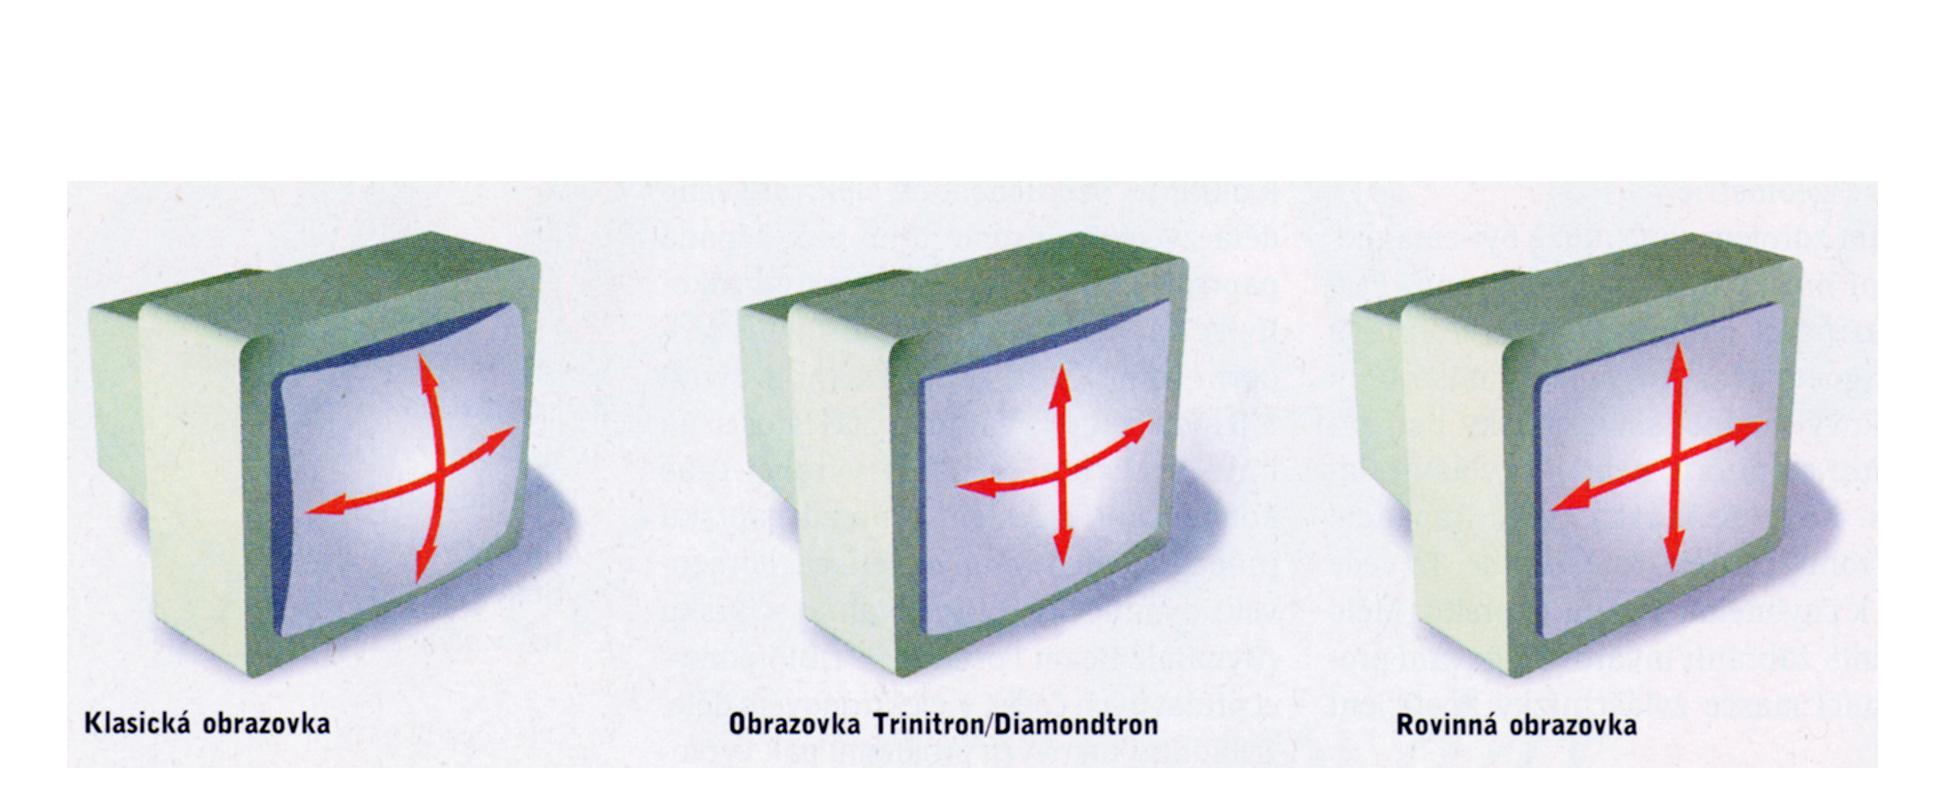 Klasická obrazovka
Obrazovka Trinitron/Diamondtron
Rovinná obrazovka